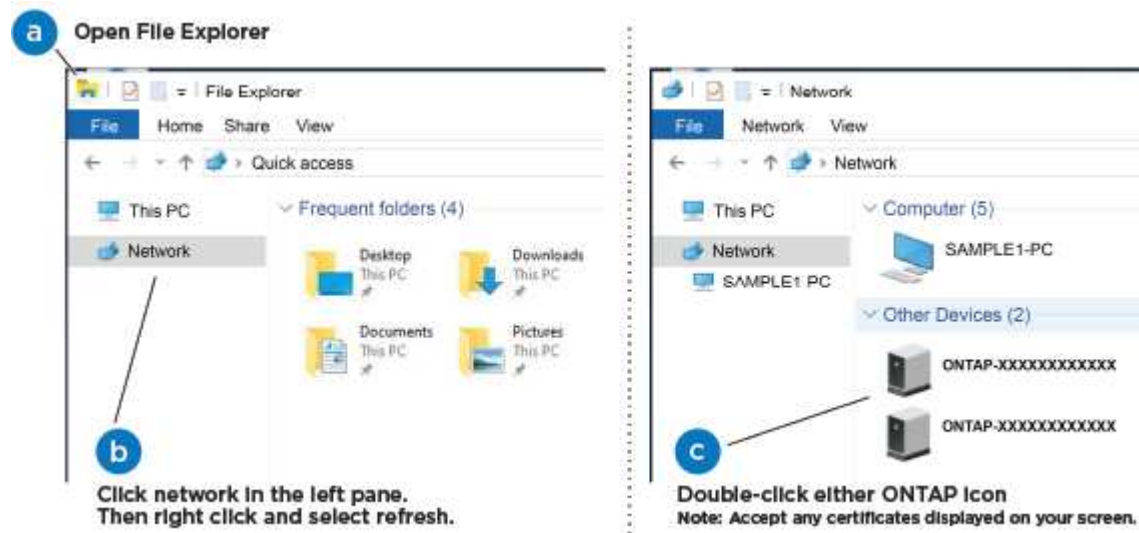 a
Open File Explorer
File Explorer
File Home Share View
Quick access
This PC
Network
Frequent folders (4)
Desktop
This PC
Downloads
This PC
Documents
This PC
Pictures
This PC
b
Click network in the left pane.
Then right click and select refresh.
Network
File Network View
Network
This PC
Network
SAMPLE1 PC
Computer (5)
SAMPLE1-PC
Other Devices (2)
ONTAP-XXXXXXXXXXXX
ONTAP-XXXXXXXXXXXX
c
Double-click either ONTAP icon
Note: Accept any certificates displayed on your screen.